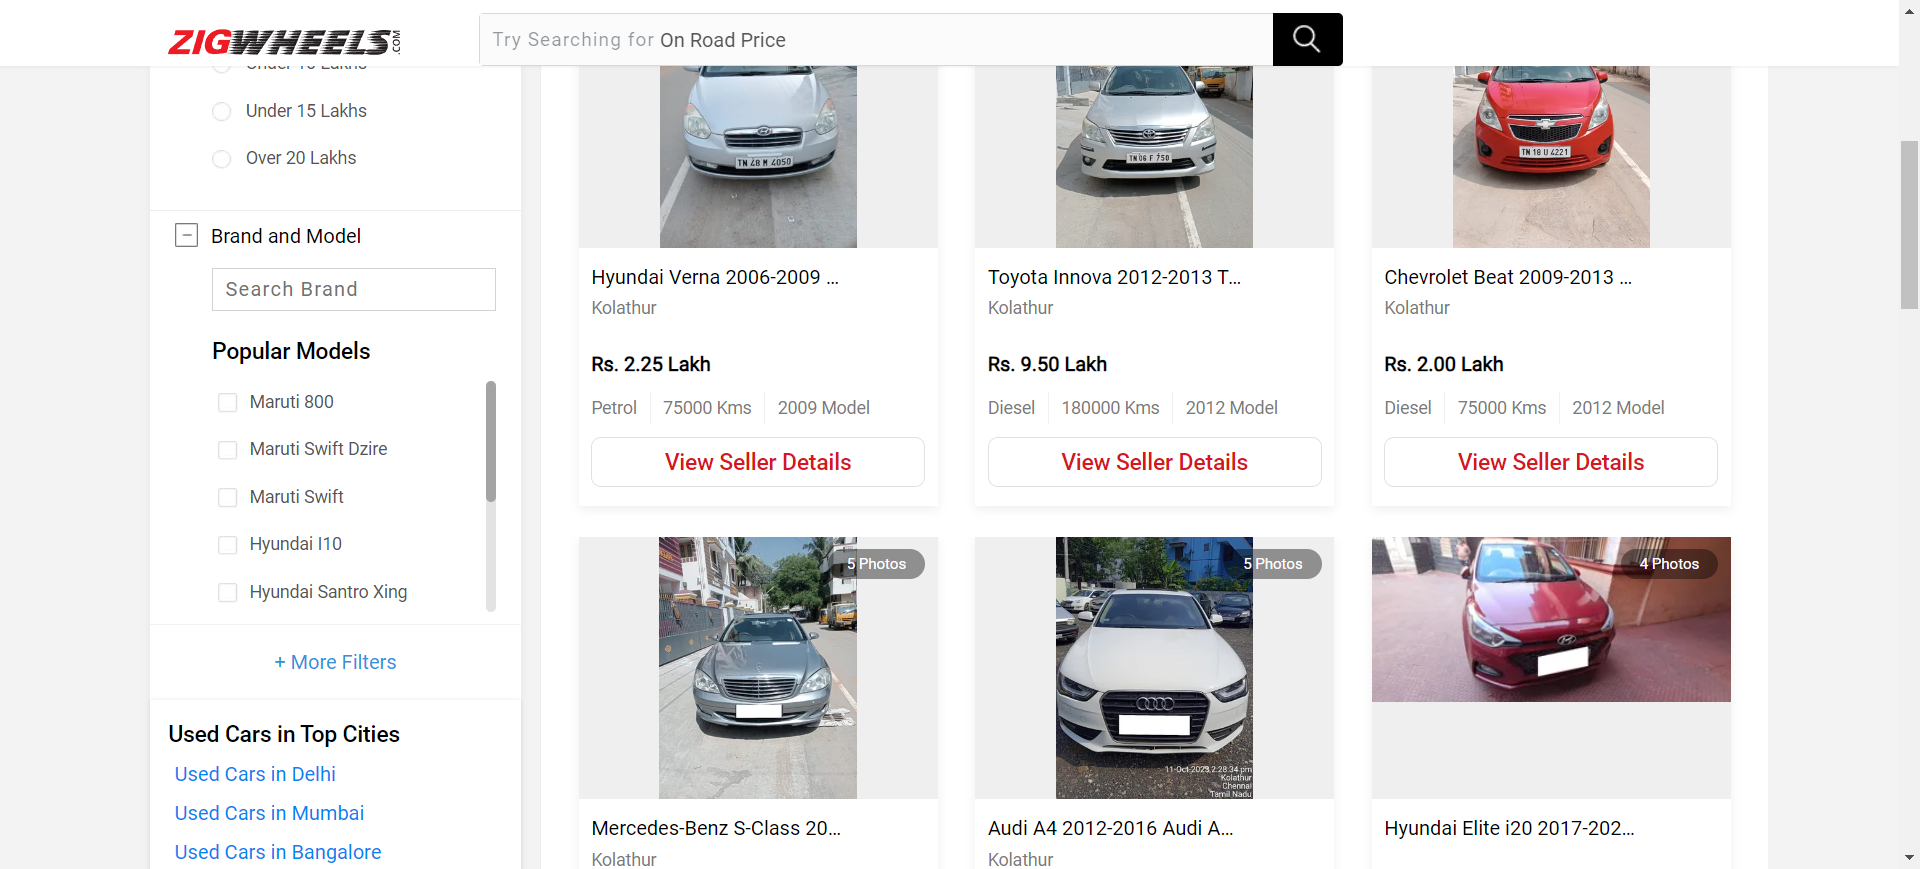 ZIGWHEELS.COM
Try Searching for On Road Price
Under 10 Lakhs
Under 15 Lakhs
Over 20 Lakhs
Brand and Model
Search Brand
Popular Models
Maruti 800
Maruti Swift Dzire
Maruti Swift
Hyundai I10
Hyundai Santro Xing
+ More Filters
Used Cars in Top Cities
Used Cars in Delhi
Used Cars in Mumbai
Used Cars in Bangalore
TN 48 M 4050
Hyundai Verna 2006-2009 ...
Kolathur
Rs. 2.25 Lakh
Petrol 75000 Kms 2009 Model
View Seller Details
TN 06 F 750
Toyota Innova 2012-2013 T...
Kolathur
Rs. 9.50 Lakh
Diesel 180000 Kms 2012 Model
View Seller Details
TN 18 U 4221
Chevrolet Beat 2009-2013 ...
Kolathur
Rs. 2.00 Lakh
Diesel 75000 Kms 2012 Model
View Seller Details
5 Photos
Mercedes-Benz S-Class 20...
Kolathur
5 Photos
11-Oct-2023 2:28:34 pm
Kolathur
Chennai
Tamil Nadu
Audi A4 2012-2016 Audi A...
Kolathur
4 Photos
Hyundai Elite i20 2017-202...